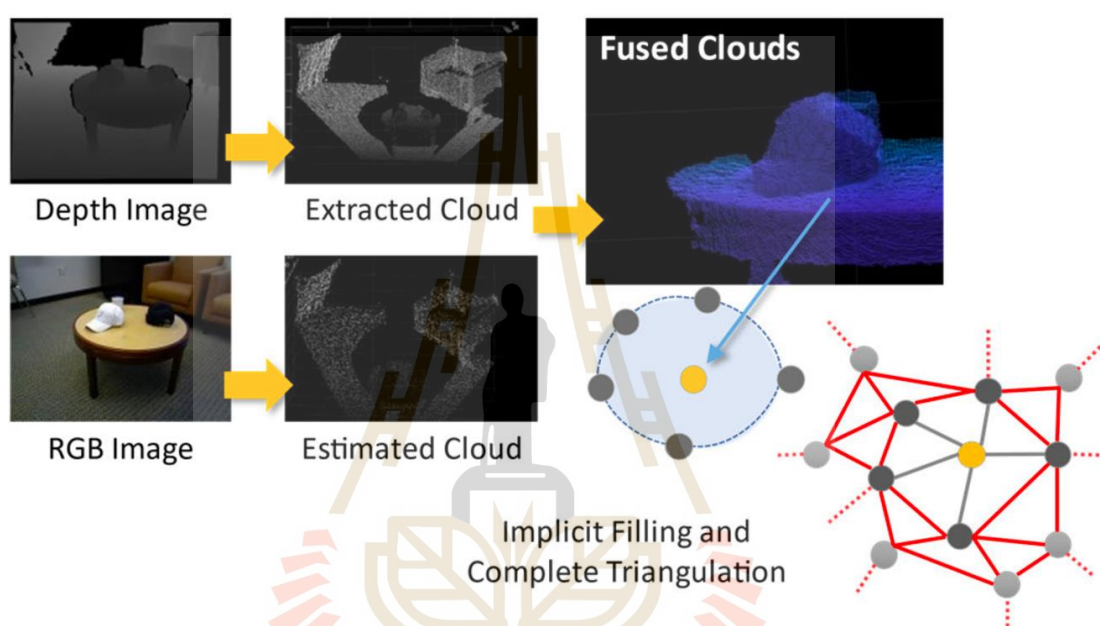 Fused Clouds
Depth Image
Extracted Cloud
RGB Image
Estimated Cloud
Implicit Filling and
Complete Triangulation